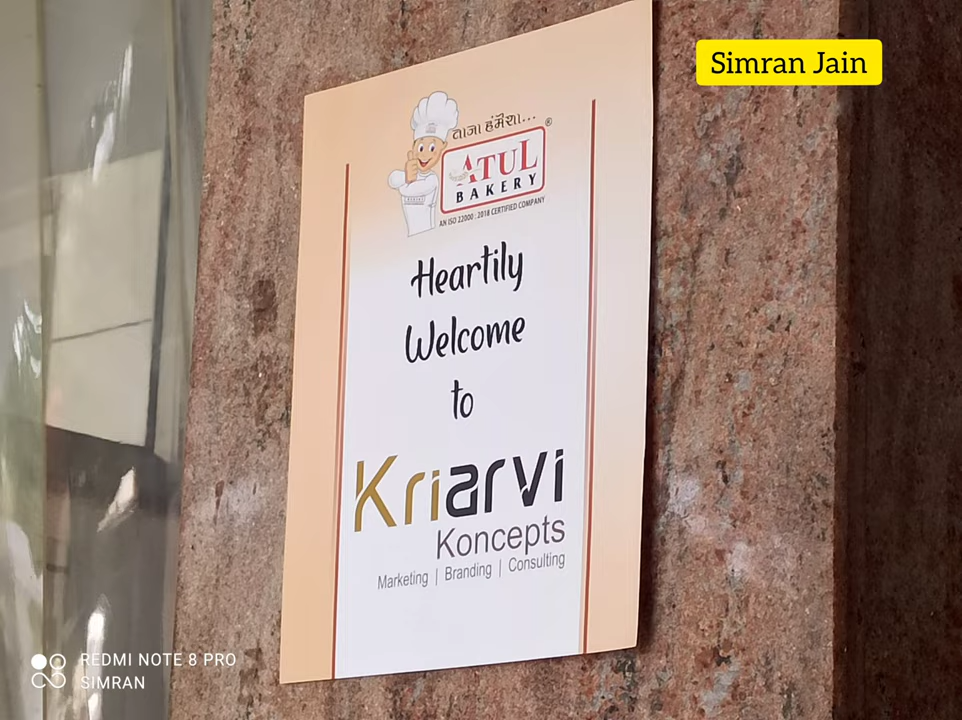 Simran Jain
તાજા હંમેશા...
ATUL ®
BAKERY
AN ISO 22000 : 2018 CERTIFIED COMPANY
Heartily
Welcome
to
Kriarvi
Koncepts
Marketing | Branding | Consulting
REDMI NOTE 8 PRO
SIMRAN